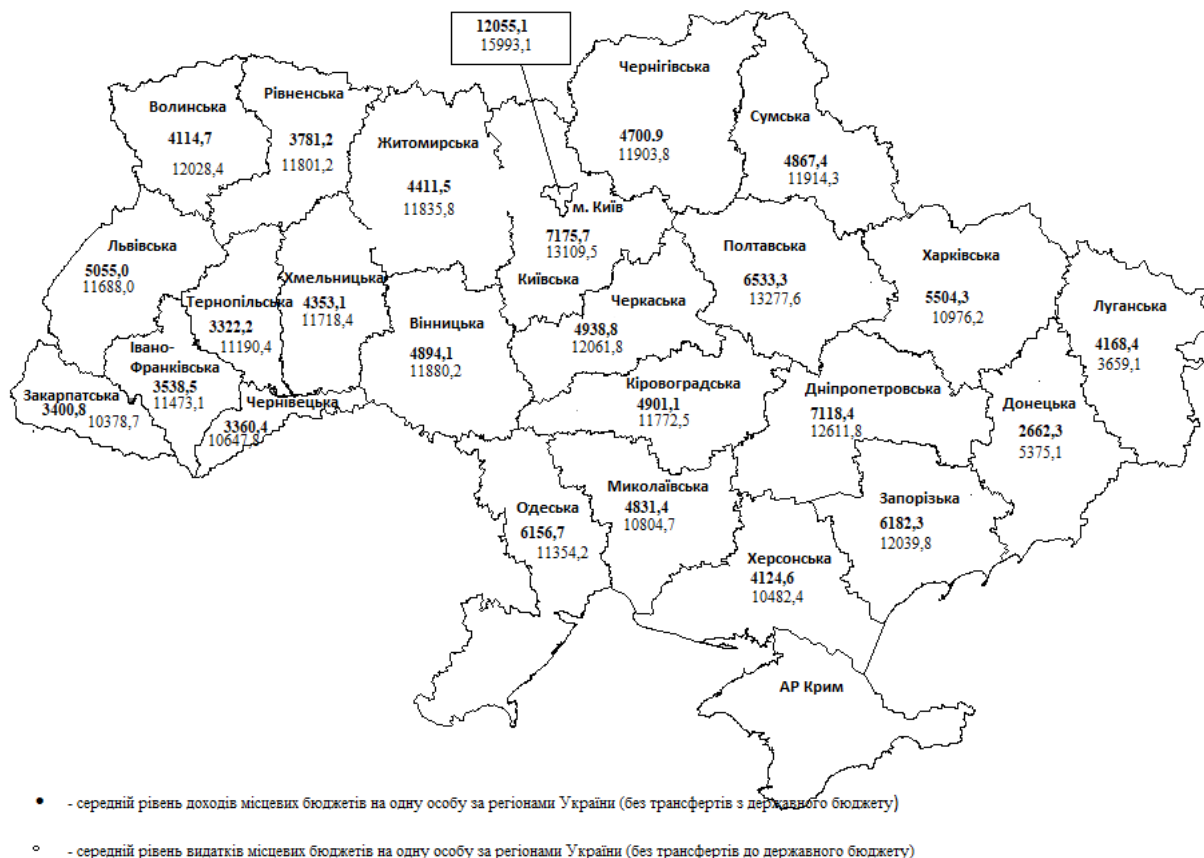 12055,1
15993,1
Чернігівська
4700.9
11903,8
Сумська
4867,4
11914,3
Волинська
4114,7
12028,4
Рівненська
3781,2
11801,2
Житомирська
4411,5
11835,8
м. Київ
7175,7
13109,5
Київська
Львівська
5055,0
11688,0
Тернопільська
3322,2
11190,4
Хмельницька
4353,1
11718,4
Вінницька
4894,1
11880,2
Черкаська
4938,8
12061,8
Полтавська
6533,3
13277,6
Харківська
5504,3
10976,2
Луганська
4168,4
3659,1
Івано-
Франківська
3538,5
11473,1
Закарпатська
3400,8
10378,7
Чернівецька
3360,4
10647,8
Кіровоградська
4901,1
11772,5
Дніпропетровська
7118,4
12611,8
Донецька
2662,3
5375,1
Одеська
6156,7
11354,2
Миколаївська
4831,4
10804,7
Запорізька
6182,3
12039,8
Херсонська
4124,6
10482,4
АР Крим
• - середній рівень доходів місцевих бюджетів на одну особу за регіонами України (без трансфертів з державного бюджету)
○ - середній рівень видатків місцевих бюджетів на одну особу за регіонами України (без трансфертів до державного бюджету)